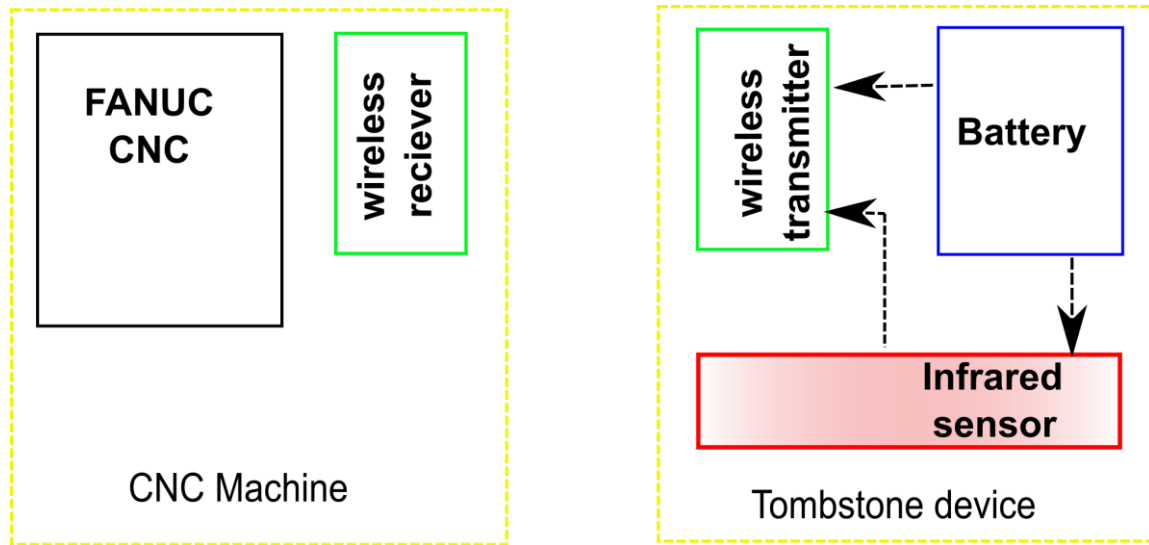 FANUC
CNC
wireless
reciever
CNC Machine
wireless
transmitter
Battery
Infrared
sensor
Tombstone device